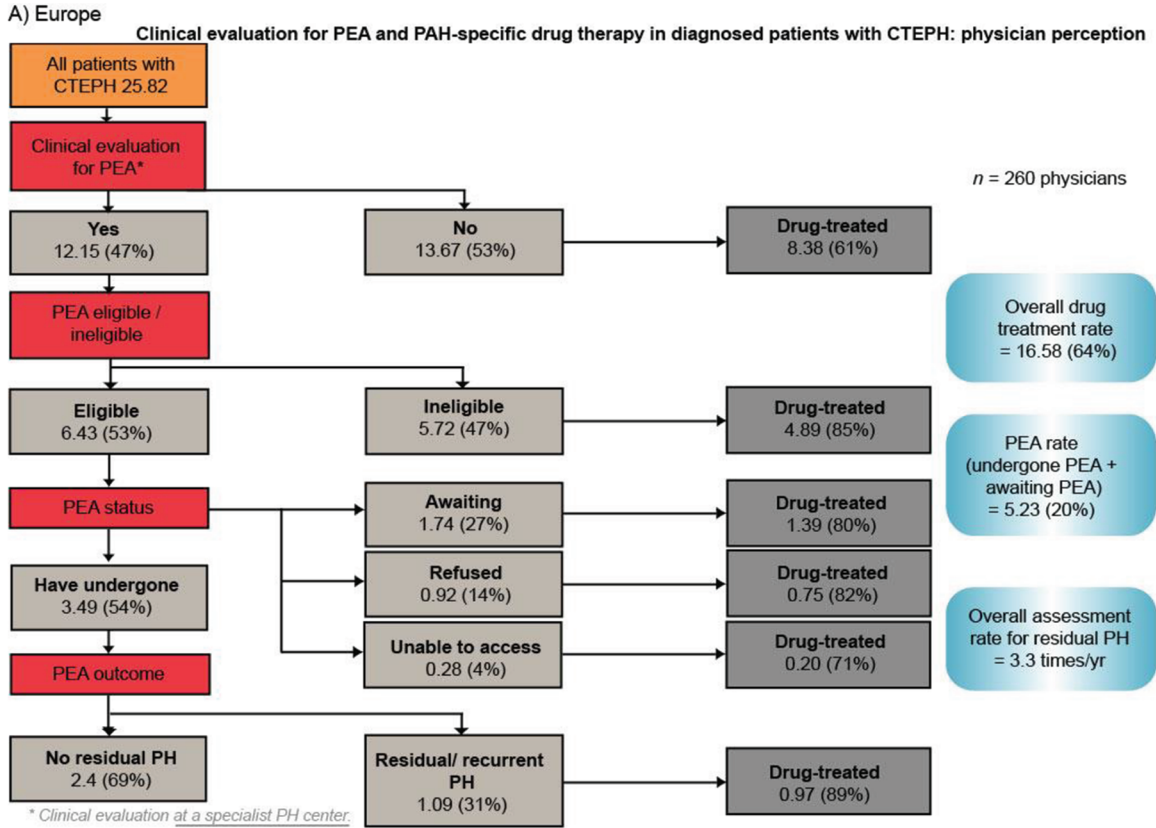 A) Europe
Clinical evaluation for PEA and PAH-specific drug therapy in diagnosed patients with CTEPH: physician perception
All patients with
CTEPH 25.82
Clinical evaluation
for PEA*
n = 260 physicians
Yes
12.15 (47%)
No
13.67 (53%)
Drug-treated
8.38 (61%)
PEA eligible /
ineligible
Overall drug
treatment rate
= 16.58 (64%)
Eligible
6.43 (53%)
Ineligible
5.72 (47%)
Drug-treated
4.89 (85%)
PEA rate
(undergone PEA +
awaiting PEA)
= 5.23 (20%)
PEA status
Awaiting
1.74 (27%)
Drug-treated
1.39 (80%)
Have undergone
3.49 (54%)
Refused
0.92 (14%)
Drug-treated
0.75 (82%)
Unable to access
0.28 (4%)
Drug-treated
0.20 (71%)
Overall assessment
rate for residual PH
= 3.3 times/yr
PEA outcome
No residual PH
2.4 (69%)
Residual/ recurrent
PH
1.09 (31%)
Drug-treated
0.97 (89%)
* Clinical evaluation at a specialist PH center.